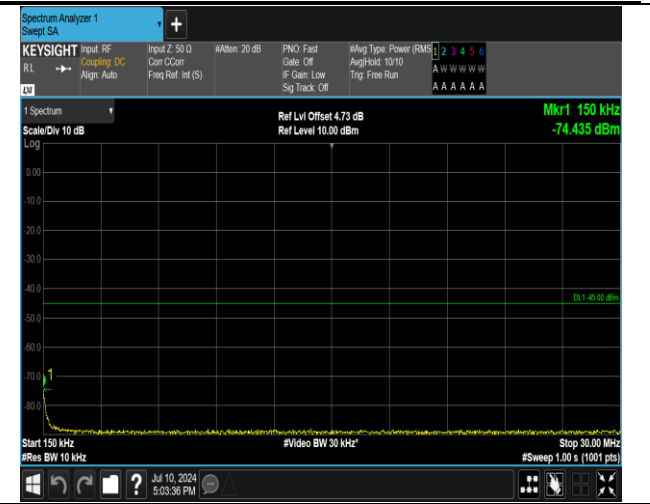 Spectrum Analyzer 1
Swept SA
KEYSIGHT
RL
Input: RF
Coupling: DC
Align: Auto
Input Z: 50 Ω
Corr CCorr
Freq Ref: Int (S)
#Atten: 20 dB
PNO: Fast
Gate: Off
IF Gain: Low
Sig Track: Off
#Avg Type: Power (RMS
Avg|Hold: 10/10
Trig: Free Run
1 2 3 4 5 6
A W W W W W
A A A A A A
LXI
1 Spectrum
Scale/Div 10 dB
Ref Lvl Offset 4.73 dB
Ref Level 10.00 dBm
Mkr1 150 kHz
-74.435 dBm
Log
0.00
-10.0
-20.0
-30.0
-40.0
DL1 -45.00 dBm
-50.0
-60.0
-70.0
1
-80.0
Start 150 kHz
#Video BW 30 kHz*
Stop 30.00 MHz
#Res BW 10 kHz
#Sweep 1.00 s (1001 pts)
Jul 10, 2024
5:03:36 PM